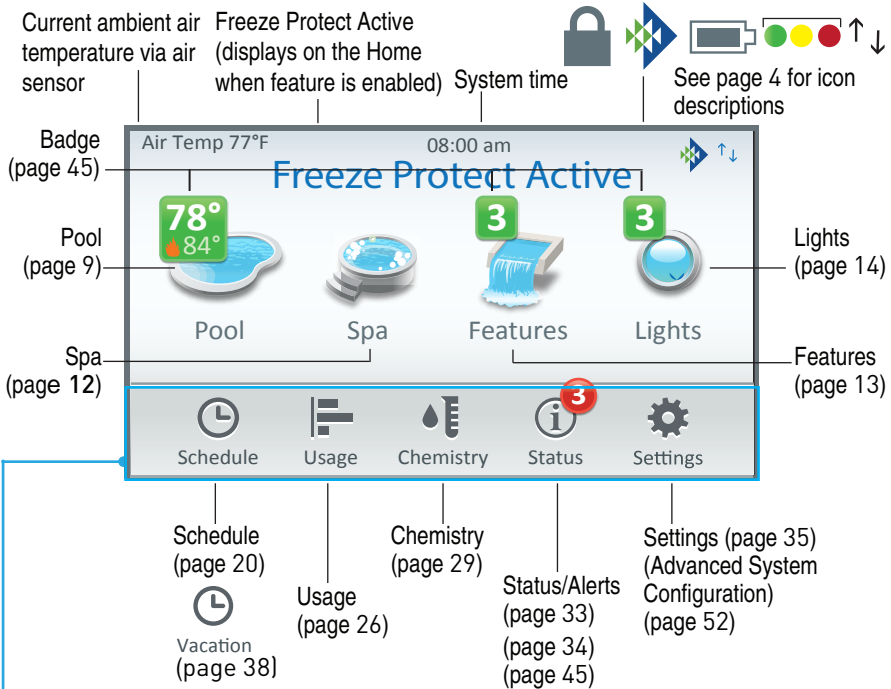 Current ambient air
temperature via air
sensor
Freeze Protect Active
(displays on the Home
when feature is enabled)
System time
See page 4 for icon
descriptions
Badge
(page 45)
Air Temp 77°F
08:00 am
Freeze Protect Active
78°
84°
3
3
Pool
(page 9)
Lights
(page 14)
Pool
Spa
Features
Lights
Spa
(page 12)
Features
(page 13)
3
Schedule
Usage
Chemistry
Status
Settings
Schedule
(page 20)
Vacation
(page 38)
Usage
(page 26)
Chemistry
(page 29)
Status/Alerts
(page 33)
(page 34)
(page 45)
Settings (page 35)
(Advanced System
Configuration)
(page 52)